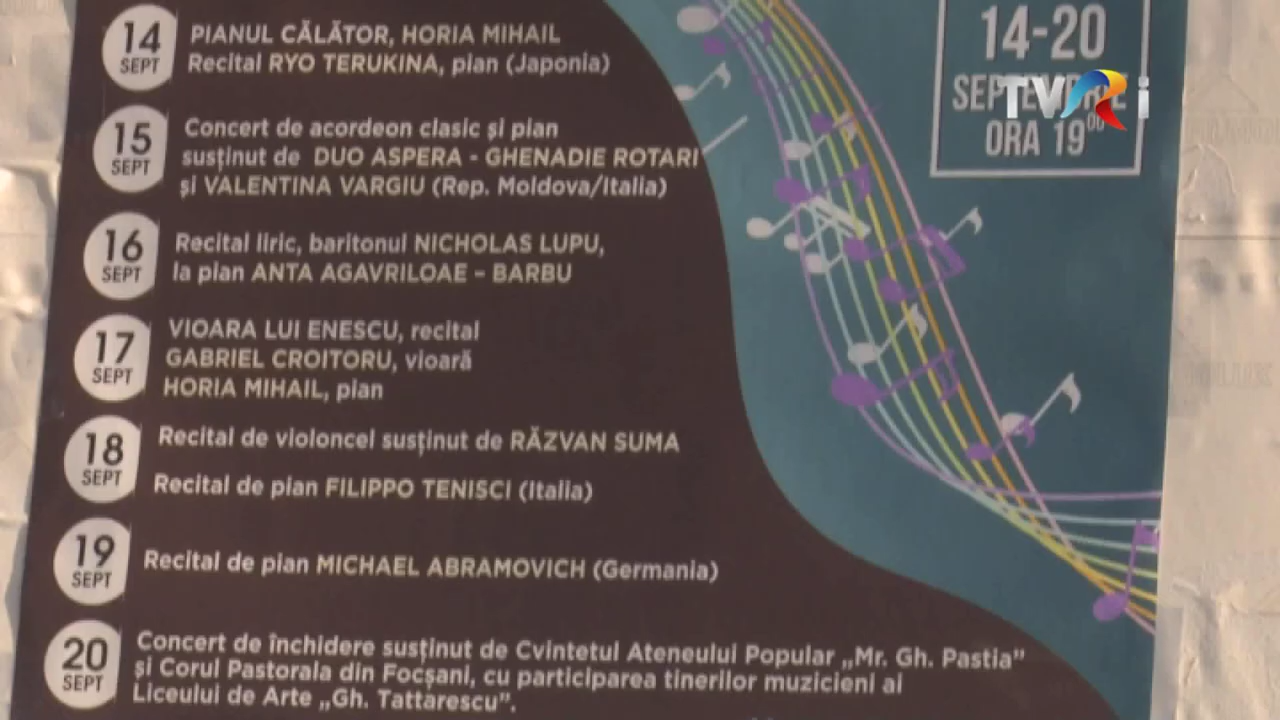 14 SEPT
PIANUL CĂLĂTOR, HORIA MIHAIL
Recital RYO TERUKINA, pian (Japonia)
15 SEPT
Concert de acordeon clasic și pian
susținut de DUO ASPERA - GHENADIE ROTARI
și VALENTINA VARGIU (Rep. Moldova/Italia)
16 SEPT
Recital liric, baritonul NICHOLAS LUPU,
la pian ANTA AGAVRILOAE – BARBU
17 SEPT
VIOARA LUI ENESCU, recital
GABRIEL CROITORU, vioară
HORIA MIHAIL, pian
18 SEPT
Recital de violoncel susținut de RĂZVAN SUMA
Recital de pian FILIPPO TENISCI (Italia)
19 SEPT
Recital de pian MICHAEL ABRAMOVICH (Germania)
20 SEPT
Concert de închidere susținut de Cvintetul Ateneului Popular „Mr. Gh. Pastia”
și Corul Pastorala din Focșani, cu participarea tinerilor muzicieni ai
Liceului de Arte „Gh. Tattarescu”.
14-20
SEPTEMBRIE
ORA 19⁰⁰
TVRi